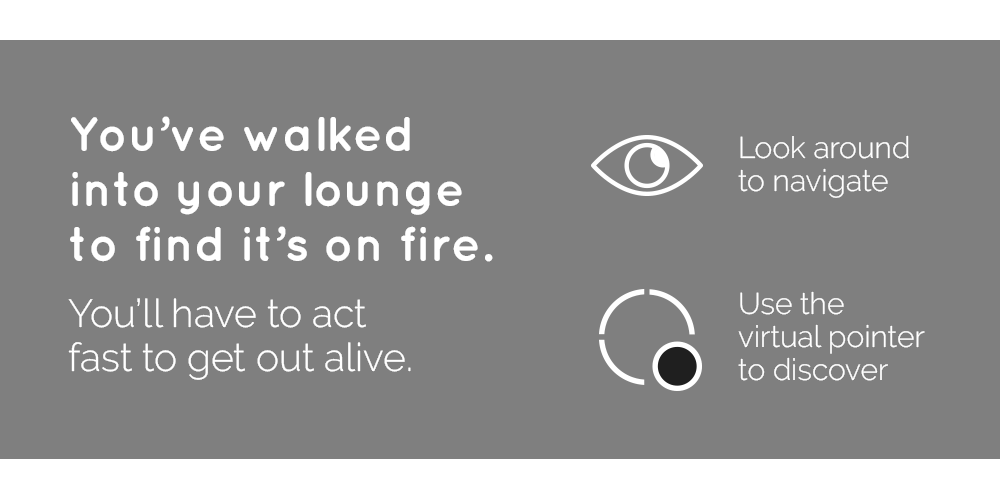 You’ve walked
into your lounge
to find it’s on fire.
You’ll have to act
fast to get out alive.
Look around
to navigate
Use the
virtual pointer
to discover